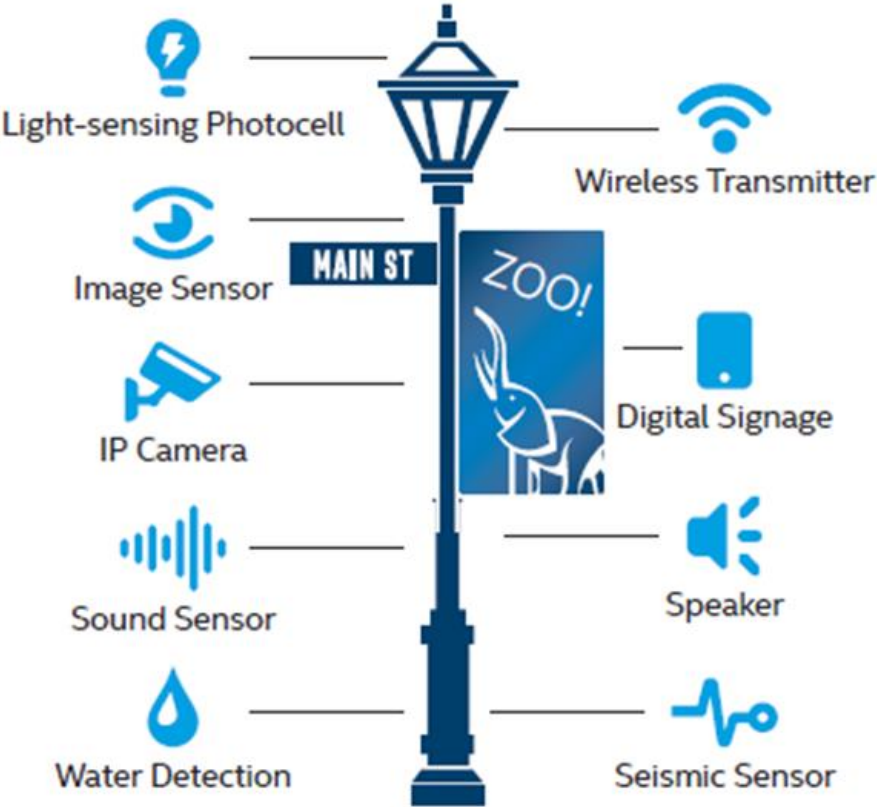 Light-sensing Photocell
Wireless Transmitter
Image Sensor
MAIN ST
ZOO!
IP Camera
Digital Signage
Sound Sensor
Speaker
Water Detection
Seismic Sensor